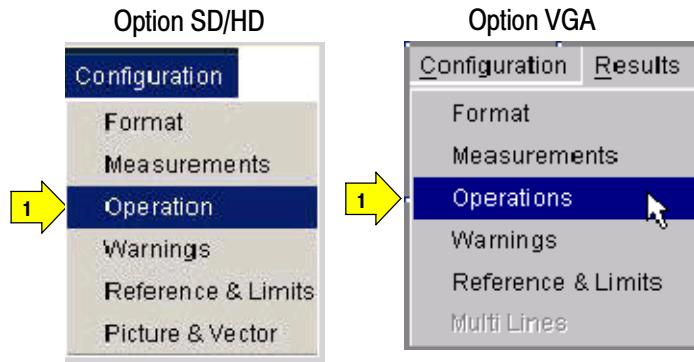 Option SD/HD
Configuration
Format
Measurements
1
Operation
Warnings
Reference & Limits
Picture & Vector
Option VGA
Configuration Results
Format
Measurements
1
Operations
Warnings
Reference & Limits
Multi Lines